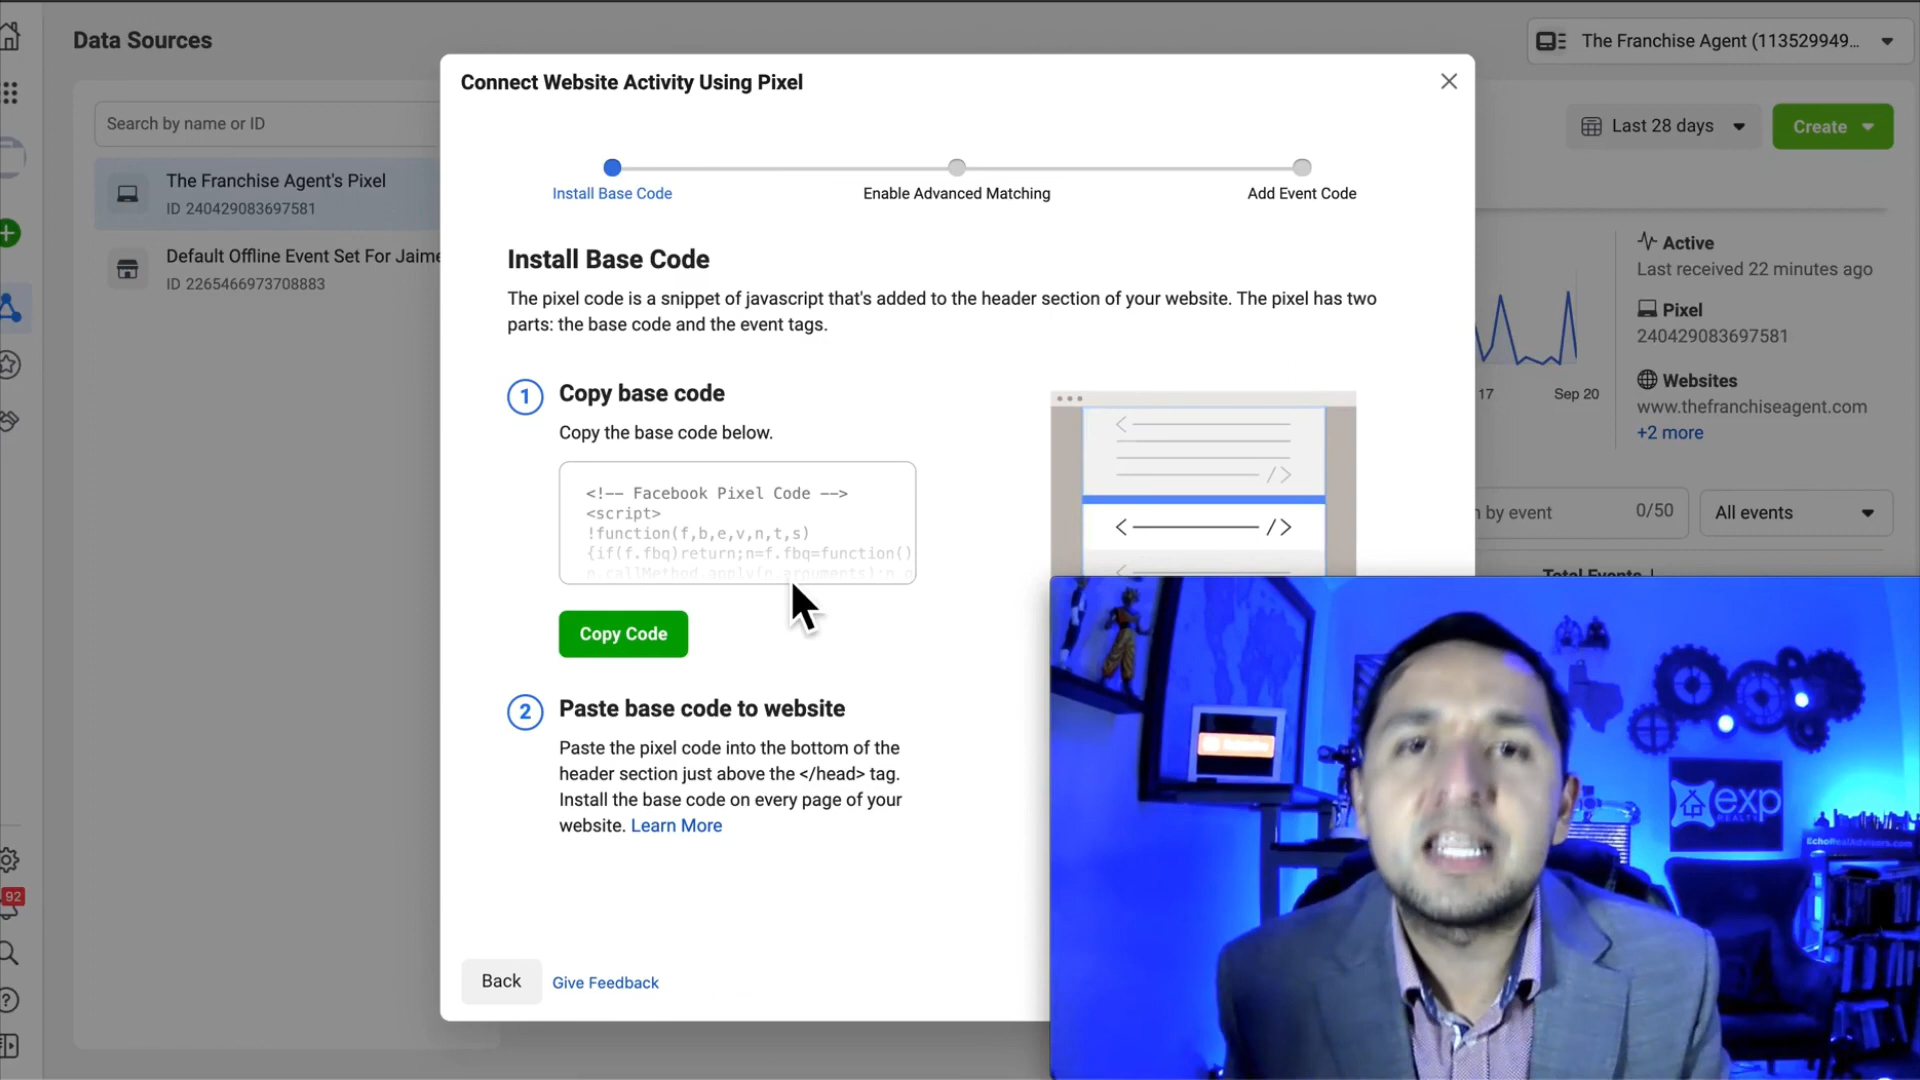 Data Sources
The Franchise Agent (113529949...
Search by name or ID
The Franchise Agent's Pixel
ID 240429083697581
Default Offline Event Set For Jaime
ID 2265466973708883
Connect Website Activity Using Pixel
Install Base Code
Enable Advanced Matching
Add Event Code
Install Base Code
The pixel code is a snippet of javascript that's added to the header section of your website. The pixel has two
parts: the base code and the event tags.
1
Copy base code
Copy the base code below.
<!-- Facebook Pixel Code -->
<script>
!function(f,b,e,v,n,t,s)
{if(f.fbq)return;n=f.fbq=function()
n.callMethod.apply(n,arguments):n.q
Copy Code
2
Paste base code to website
Paste the pixel code into the bottom of the
header section just above the </head> tag.
Install the base code on every page of your
website. Learn More
Back
Give Feedback
Last 28 days
Create
Active
Last received 22 minutes ago
Pixel
240429083697581
Websites
www.thefranchiseagent.com
+2 more
17
Sep 20
by event
0/50
All events
Total Events
92
exp
REALTY
EchoRealAdvisors.com